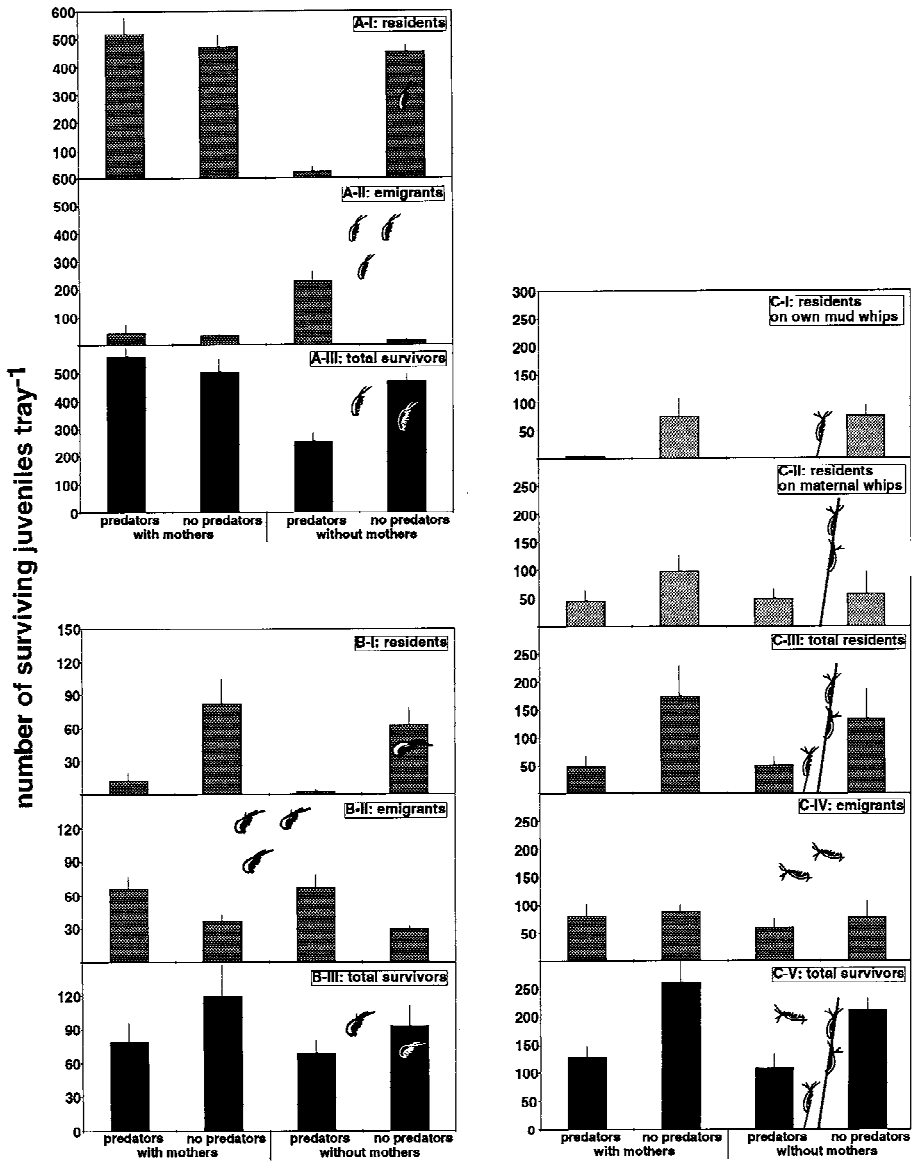 number of surviving juveniles tray-1
600
A-I: residents
500
400
300
200
100
600
A-II: emigrants
500
400
300
200
100
A-III: total survivors
500
400
300
200
100
0
predators no predators predators no predators
with mothers without mothers
150
B-I: residents
120
90
60
30
B-II: emigrants
120
90
60
30
B-III: total survivors
120
90
60
30
0
predators no predators predators no predators
with mothers without mothers
300
C-I: residents
on own mud whips
250
200
150
100
50
C-II: residents
on maternal whips
250
200
150
100
50
C-III: total residents
250
200
150
100
50
C-IV: emigrants
250
200
150
100
50
C-V: total survivors
250
200
150
100
50
0
predators no predators predators no predators
with mothers without mothers